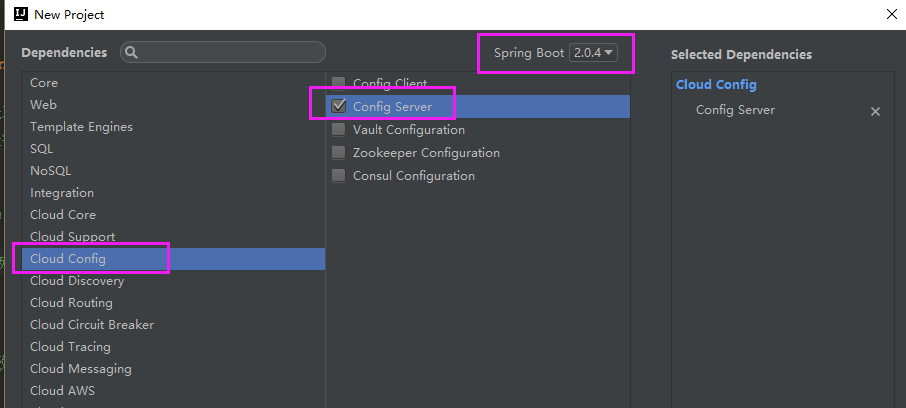 New Project
Dependencies
Spring Boot 2.0.4
Selected Dependencies
Core
Web
Template Engines
SQL
NoSQL
Integration
Cloud Core
Cloud Support
Cloud Config
Cloud Discovery
Cloud Routing
Cloud Circuit Breaker
Cloud Tracing
Cloud Messaging
Cloud AWS
Config Client
Config Server
Vault Configuration
Zookeeper Configuration
Consul Configuration
Cloud Config
Config Server